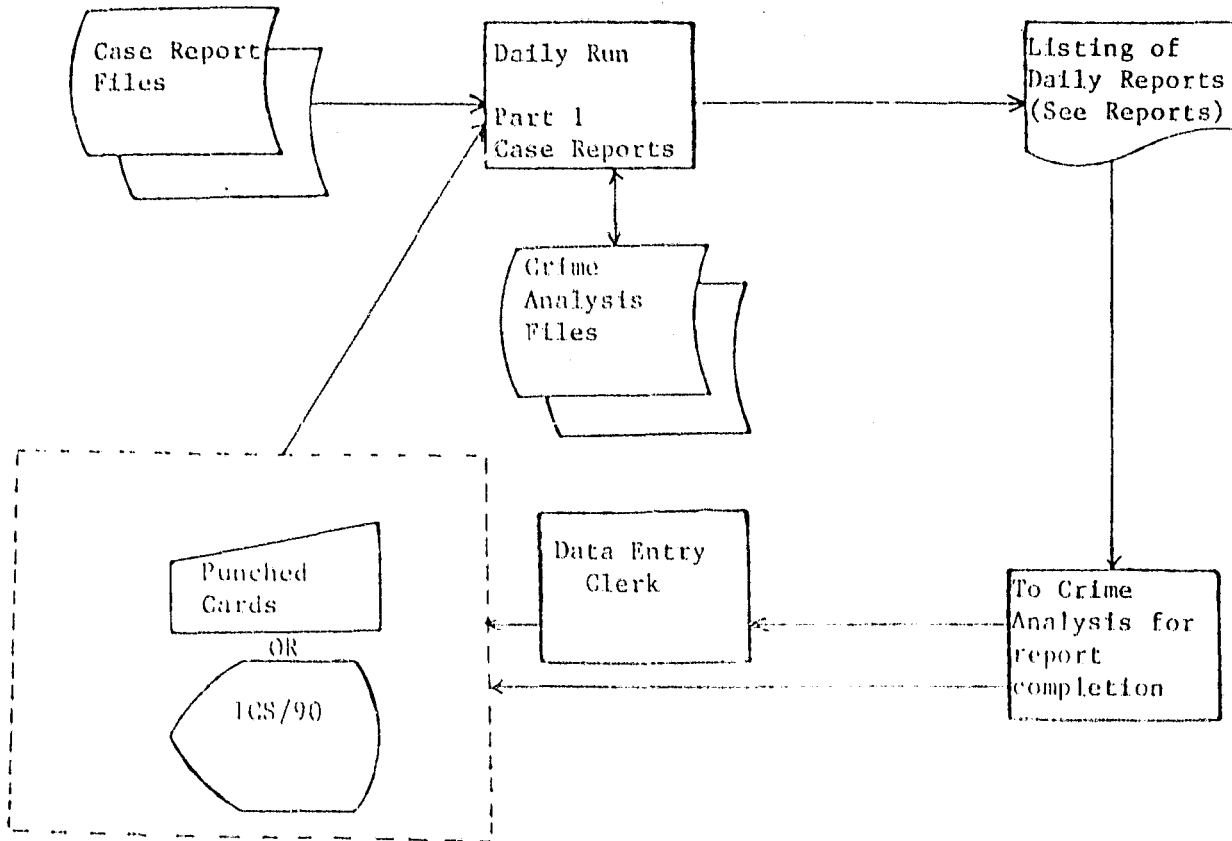 Case Report
Files
Daily Run
Part 1
Case Reports
Listing of
Daily Reports
(See Reports)
Crime
Analysis
Files
Punched
Cards
OR
ICS/90
Data Entry
Clerk
To Crime
Analysis for
report
completion